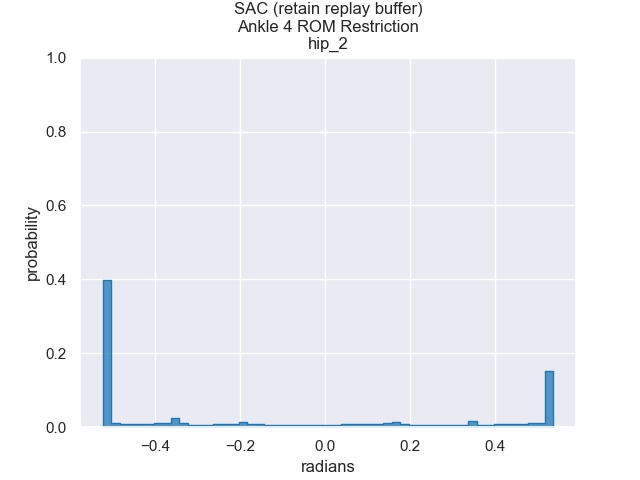 SAC (retain replay buffer)
Ankle 4 ROM Restriction
hip_2
1.0
0.8
0.6
0.4
0.2
0.0
probability
−0.4
−0.2
0.0
0.2
0.4
radians